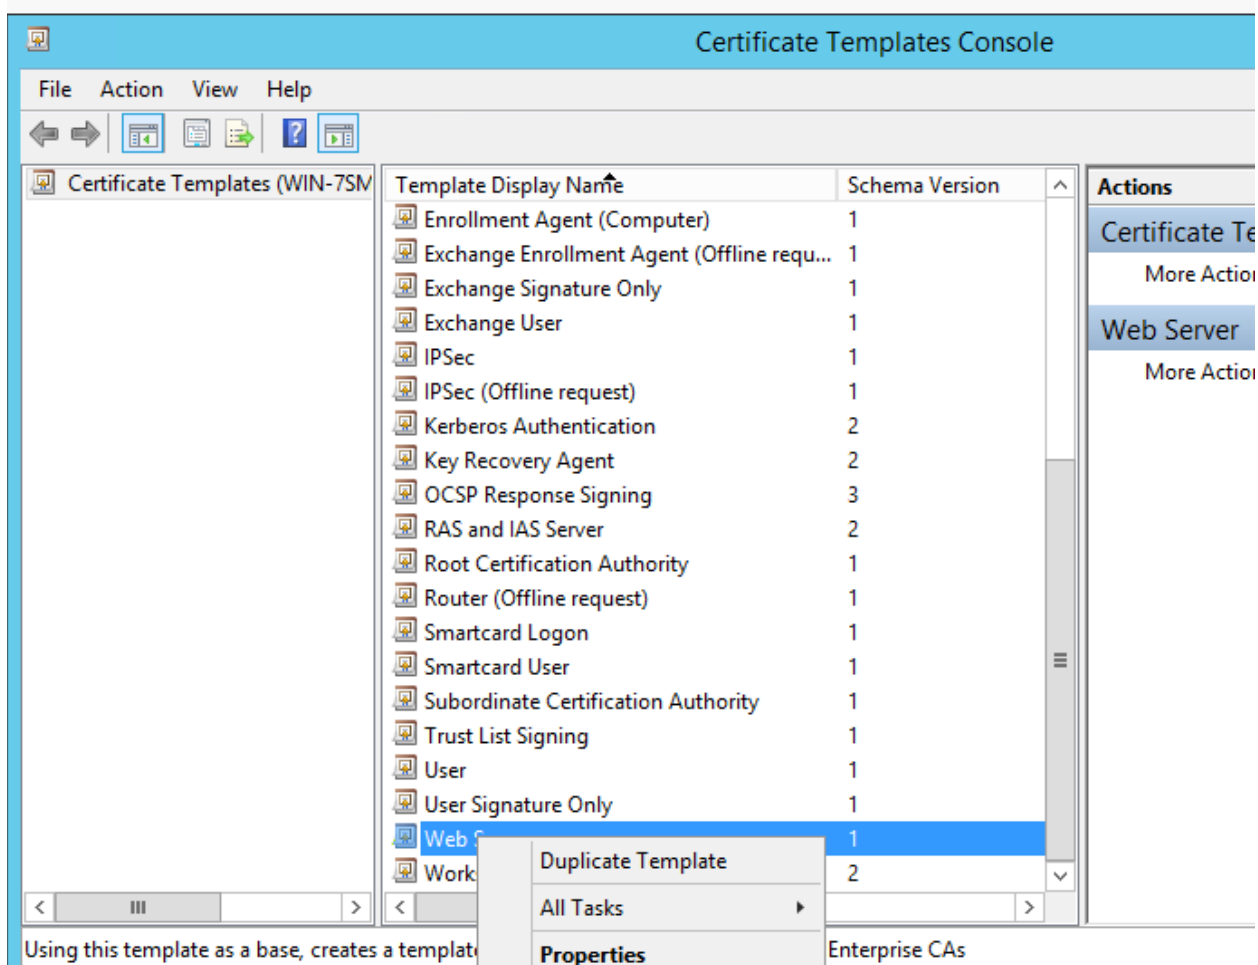 Certificate Templates Console
File Action View Help
Certificate Templates (WIN-7SM
Template Display Name Schema Version
Enrollment Agent (Computer) 1
Exchange Enrollment Agent (Offline requ... 1
Exchange Signature Only 1
Exchange User 1
IPSec 1
IPSec (Offline request) 1
Kerberos Authentication 2
Key Recovery Agent 2
OCSP Response Signing 3
RAS and IAS Server 2
Root Certification Authority 1
Router (Offline request) 1
Smartcard Logon 1
Smartcard User 1
Subordinate Certification Authority 1
Trust List Signing 1
User 1
User Signature Only 1
Web S 1
Work 2
Duplicate Template
All Tasks
Properties
Actions
Certificate Te
More Action
Web Server
More Action
Using this template as a base, creates a template Enterprise CAs